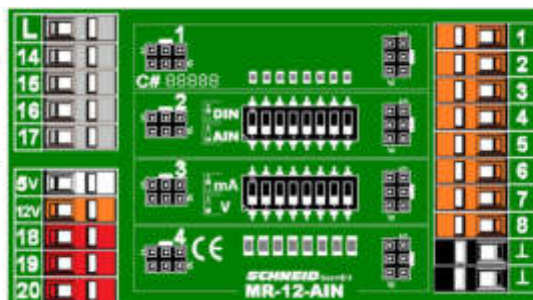 L
14
15
16
17
5V
12V
18
19
20
1
C# 88888
2
DIN
AIN
3
mA
V
4
CE
SCHNEID
MR-12-AIN
1
2
3
4
5
6
7
8
⊥
⊥